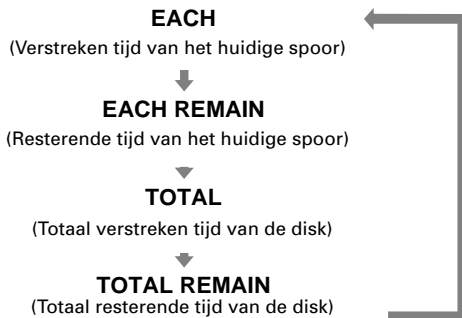 EACH
(Verstreken tijd van het huidige spoor)
EACH REMAIN
(Resterende tijd van het huidige spoor)
TOTAL
(Totaal verstreken tijd van de disk)
TOTAL REMAIN
(Totaal resterende tijd van de disk)